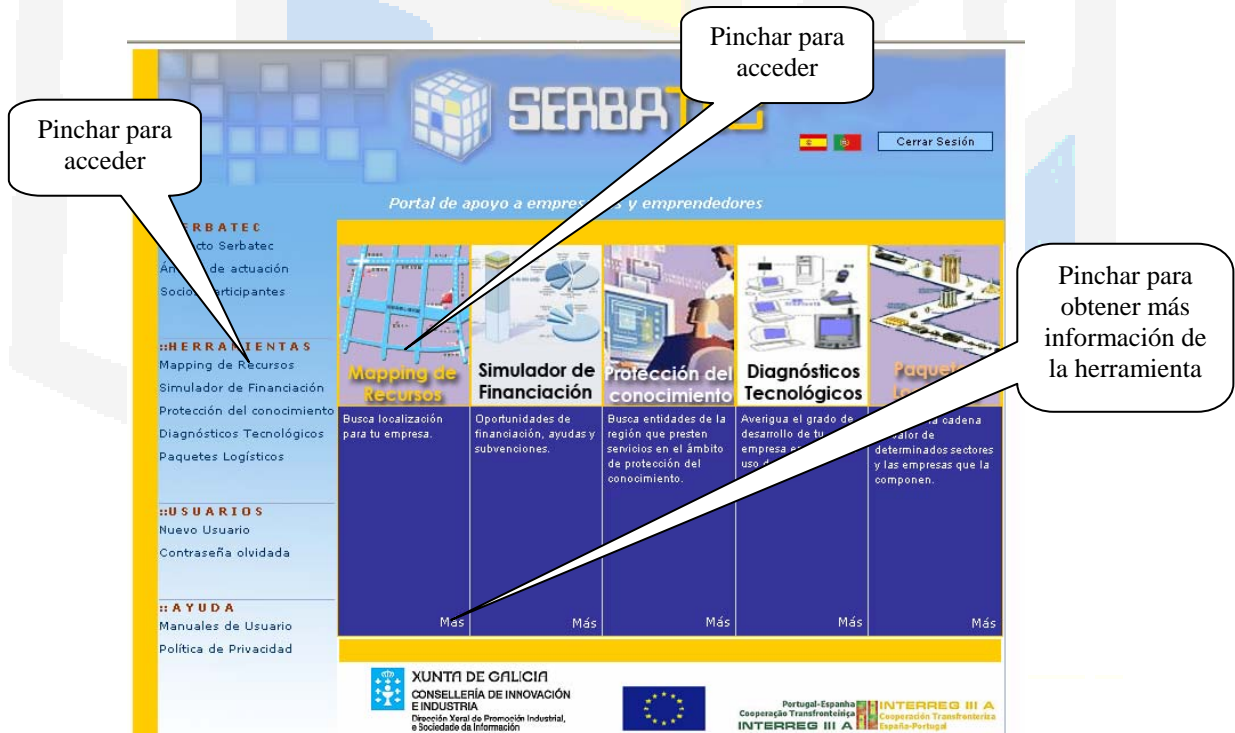 Pinchar para
acceder
Pinchar para
acceder
SERBA
Cerrar Sesión
Portal de apoyo a y emprendedores
Serbatec
de actuación
Socios participantes
::HERRAMIENTAS
Mapping de Recursos
Simulador de Financiación
Protección del conocimiento
Diagnósticos Tecnológicos
Paquetes Logísticos
::USUARIOS
Nuevo Usuario
Contraseña olvidada
::AYUDA
Manuales de Usuario
Política de Privacidad
Mapping de
Recursos
Busca localización
para tu empresa.
Más
Simulador de
Financiación
Oportunidades de
financiación, ayudas y
subvenciones.
Más
Protección del
conocimiento
Busca entidades de la
región que presten
servicios en el ámbito
de protección del
conocimiento.
Más
Diagnósticos
Tecnológicos
Averigua el grado de
desarrollo de tu
empresa
uso
Más
cadena
valor de
determinados sectores
y las empresas que la
componen.
Más
Pinchar para
obtener más
información de
la herramienta
XUNTA DE GALICIA
CONSELLERÍA DE INNOVACIÓN
E INDUSTRIA
Dirección Xeral de Promoción Industrial,
e Sociedade da Información
Portugal-Espanha
Cooperação Transfronteiriça
INTERREG III A
INTERREG III A
Cooperación Transfronteriza
España-Portugal